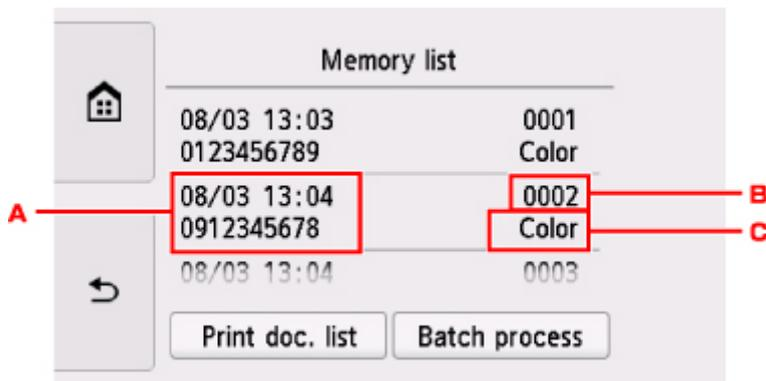 Memory list
08/03 13:03 0001
0123456789 Color
A
08/03 13:04 0002
B
0912345678 Color
C
08/03 13:04 0003
Print doc. list Batch process